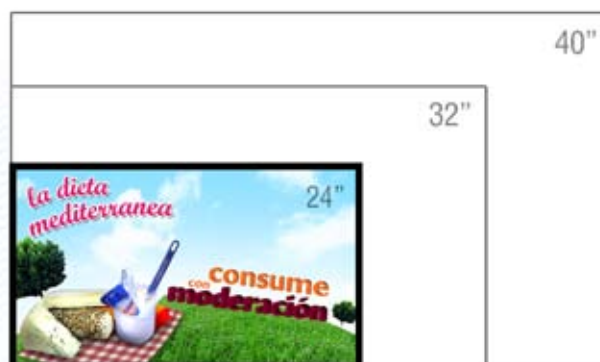 40”
32”
24”
la dieta
mediterranea
consume
con
moderación